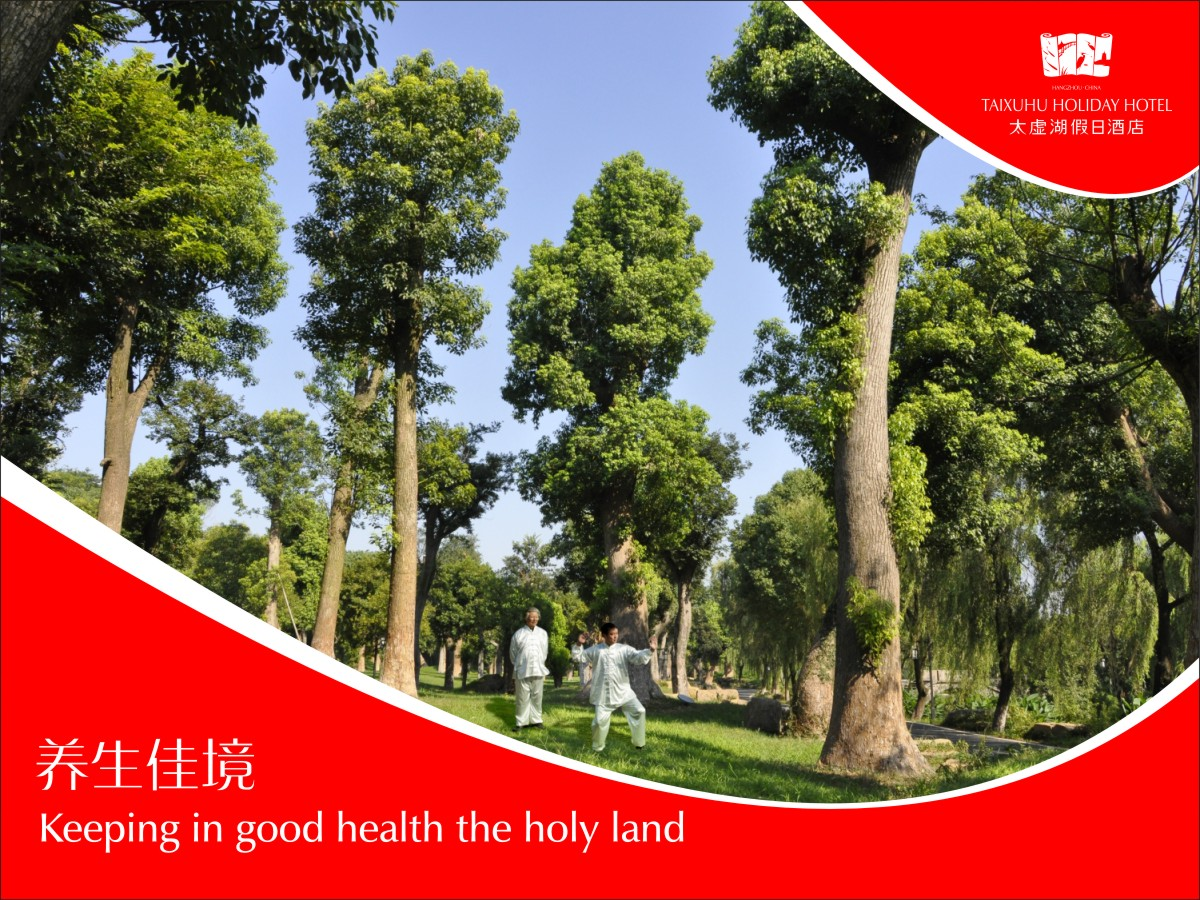 HANGZHOU·CHINA
TAIXUHU HOLIDAY HOTEL
太虚湖假日酒店
养生佳境
Keeping in good health the holy land